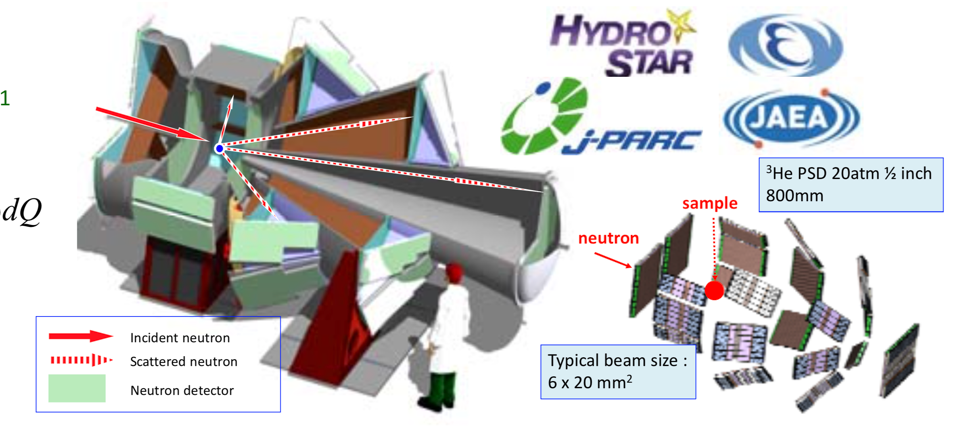 1
dQ
HYDRO
STAR
J-PARC
JAEA
³He PSD 20atm ½ inch
800mm
sample
neutron
Typical beam size :
6 x 20 mm²
Incident neutron
Scattered neutron
Neutron detector